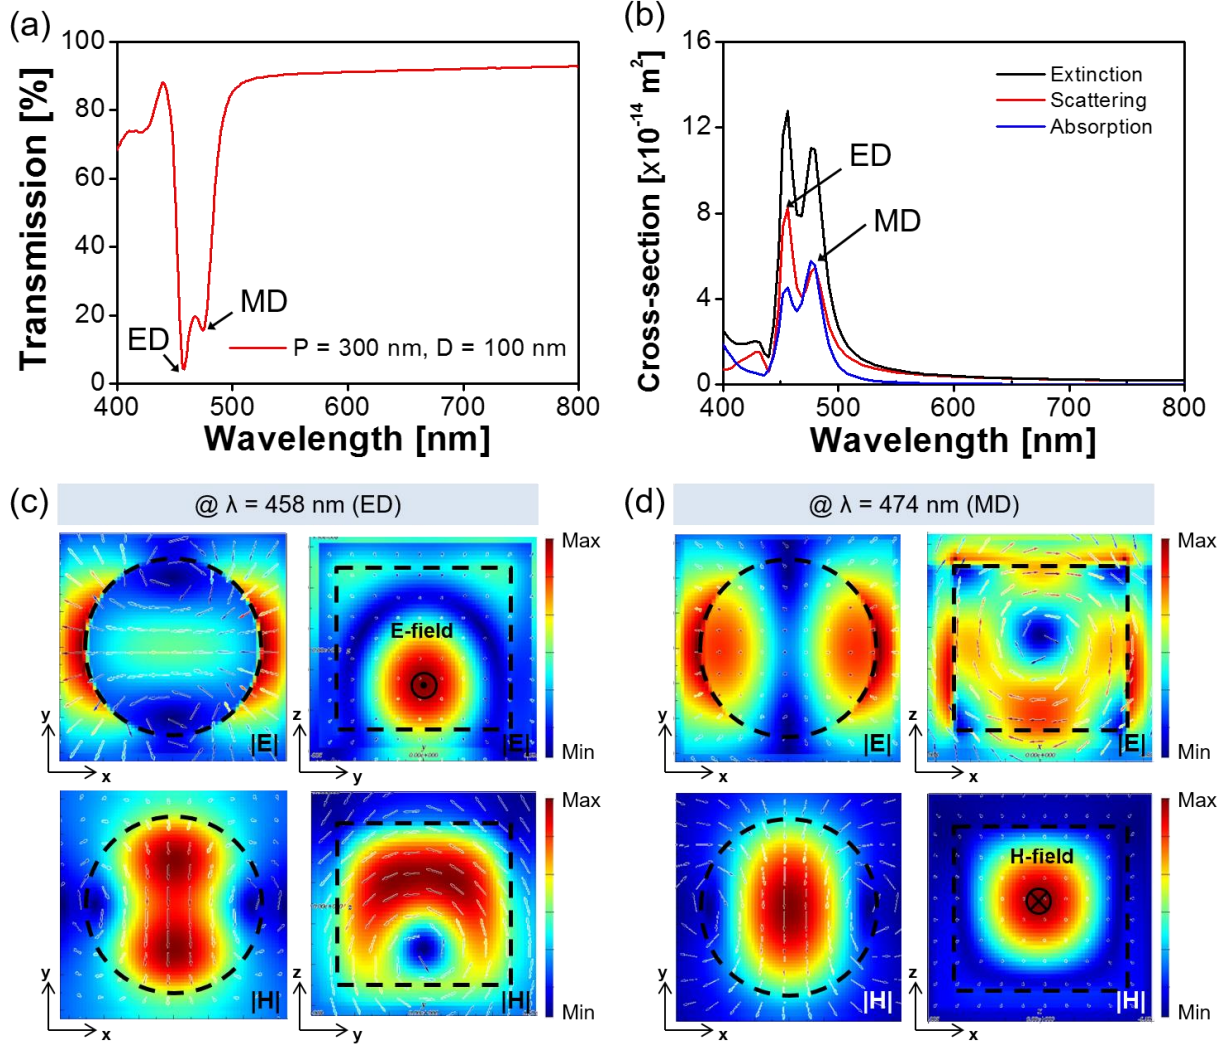 (a)
100
80
60
40
20
0
Transmission [%]
ED
MD
P = 300 nm, D = 100 nm
400 500 600 700 800
Wavelength [nm]
(b)
16
12
8
4
0
Cross-section [x10⁻¹⁴ m²]
Extinction
Scattering
Absorption
ED
MD
400 500 600 700 800
Wavelength [nm]
(c)
@ λ = 458 nm (ED)
y
x
|E|
E-field
z
y
|E|
Max
Min
y
x
|H|
z
y
|H|
Max
Min
(d)
@ λ = 474 nm (MD)
y
x
z
x
|E|
Max
Min
y
x
|H|
H-field
z
x
|H|
Max
Min
|E|